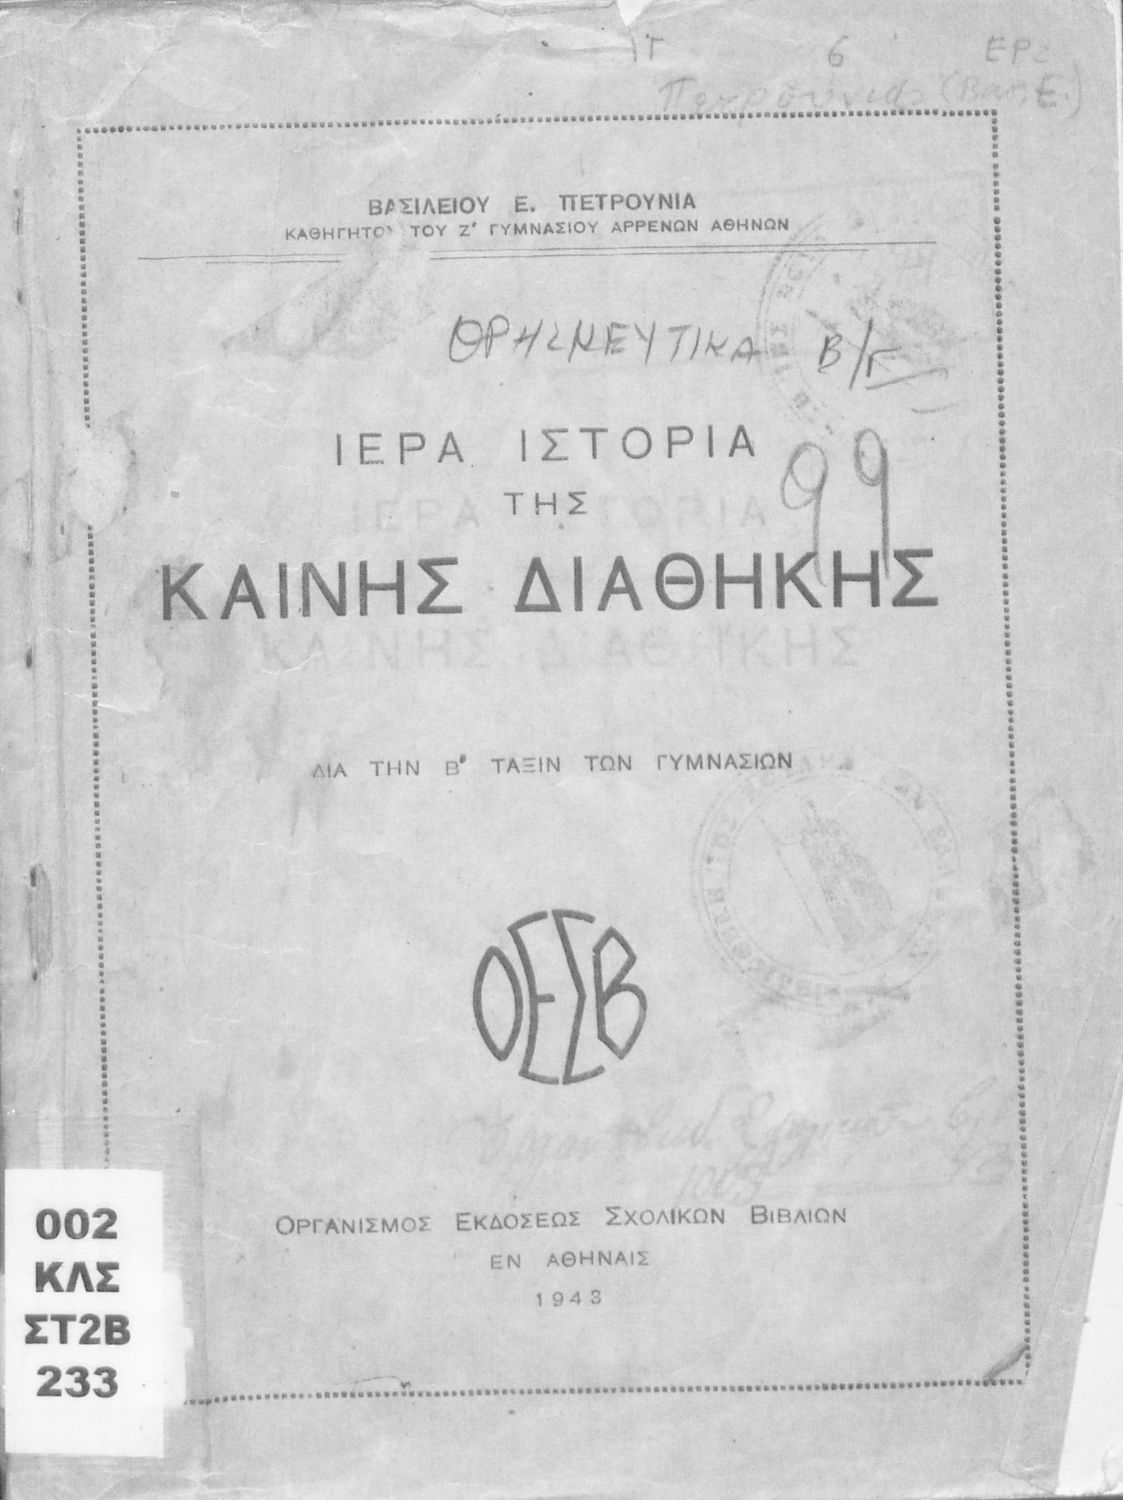 6 ΕΡΣ
ΒΑΣΙΛΕΙΟΥ Ε. ΠΕΤΡΟΥΝΙΑ
ΚΑΘΗΓΗΤΟΥ ΤΟΥ Ζ' ΓΥΜΝΑΣΙΟΥ ΑΡΡΕΝΩΝ ΑΘΗΝΩΝ
ΘΡΗΣΚΕΥΤΙΚΑ Β/Γ
ΙΕΡΑ ΙΣΤΟΡΙΑ
99
ΤΗΣ
ΚΑΙΝΗΣ ΔΙΑΘΗΚΗΣ
ΔΙΑ ΤΗΝ Β' ΤΑΞΙΝ ΤΩΝ ΓΥΜΝΑΣΙΩΝ
ΟΕΣΒ
ΟΡΓΑΝΙΣΜΟΣ ΕΚΔΟΣΕΩΣ ΣΧΟΛΙΚΩΝ ΒΙΒΛΙΩΝ
ΕΝ ΑΘΗΝΑΙΣ
1943
002
ΚΛΣ
ΣΤ2Β
233